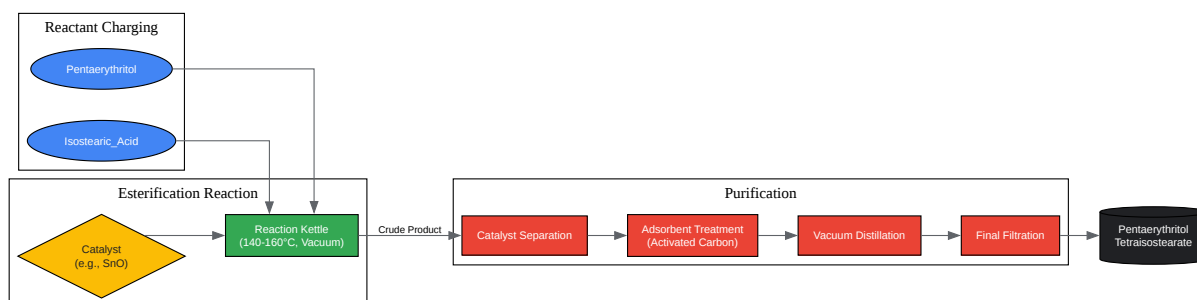 Reactant Charging
Pentaerythritol
Isostearic_Acid
Esterification Reaction
Catalyst
(e.g., SnO)
Reaction Kettle
(140-160°C, Vacuum)
Crude Product
Purification
Catalyst Separation
Adsorbent Treatment
(Activated Carbon)
Vacuum Distillation
Final Filtration
Pentaerythritol
Tetraisostearate